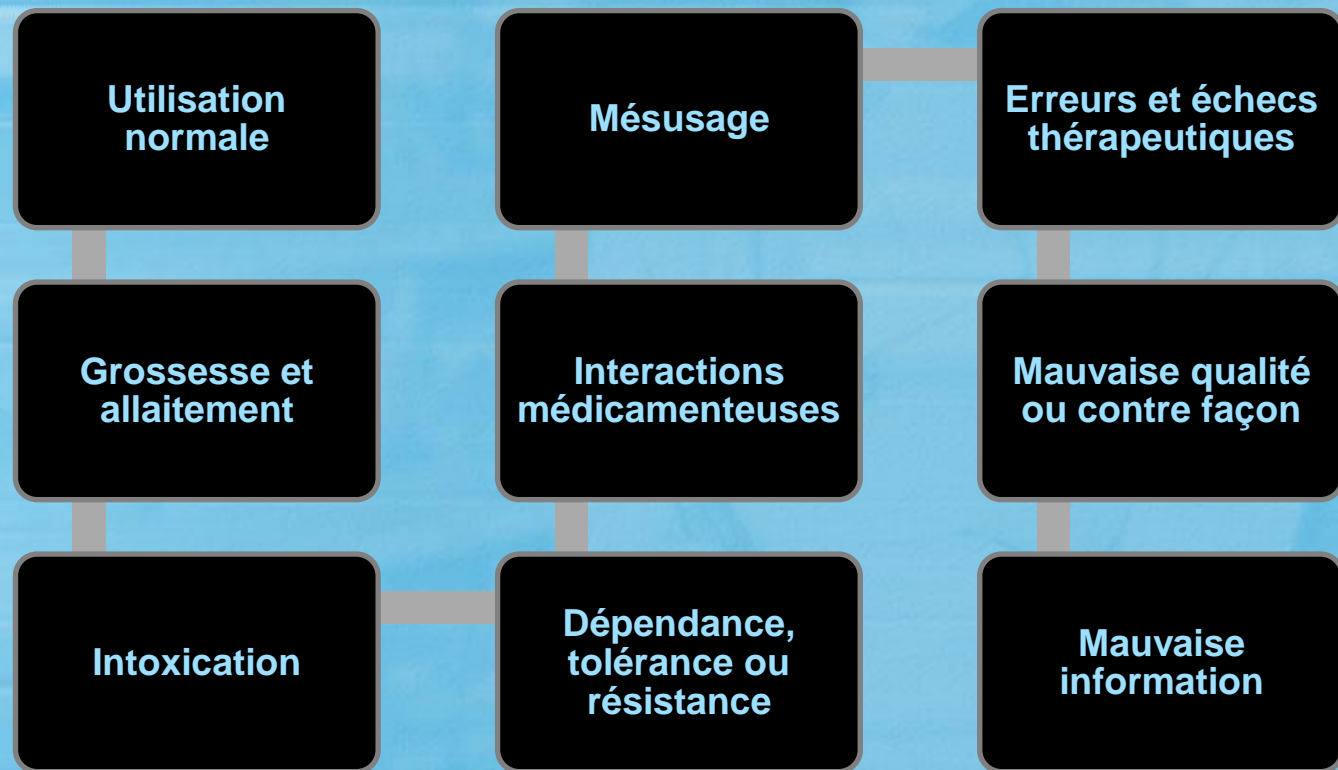 Utilisation
normale
Grossesse et
allaitement
Intoxication
Dépendance,
tolérance ou
résistance
Interactions
médicamenteuses
Mésusage
Erreurs et échecs
thérapeutiques
Mauvaise qualité
ou contre façon
Mauvaise
information